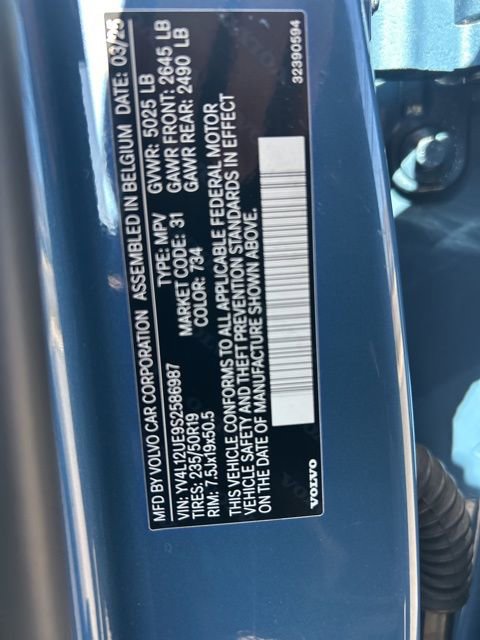 MFD BY VOLVO CAR CORPORATION ASSEMBLED IN BELGIUM DATE: 03/25
GVWR: 5025 LB
VIN: YV4L12UE9S2586987 TYPE: MPV GAWR FRONT: 2645 LB
TIRES: 235/50R19 MARKET CODE: 31 GAWR REAR: 2490 LB
RIM: 7.5Jx19x50.5 COLOR: 734
THIS VEHICLE CONFORMS TO ALL APPLICABLE FEDERAL MOTOR
VEHICLE SAFETY AND THEFT PREVENTION STANDARDS IN EFFECT
ON THE DATE OF MANUFACTURE SHOWN ABOVE.
VOLVO 32390594